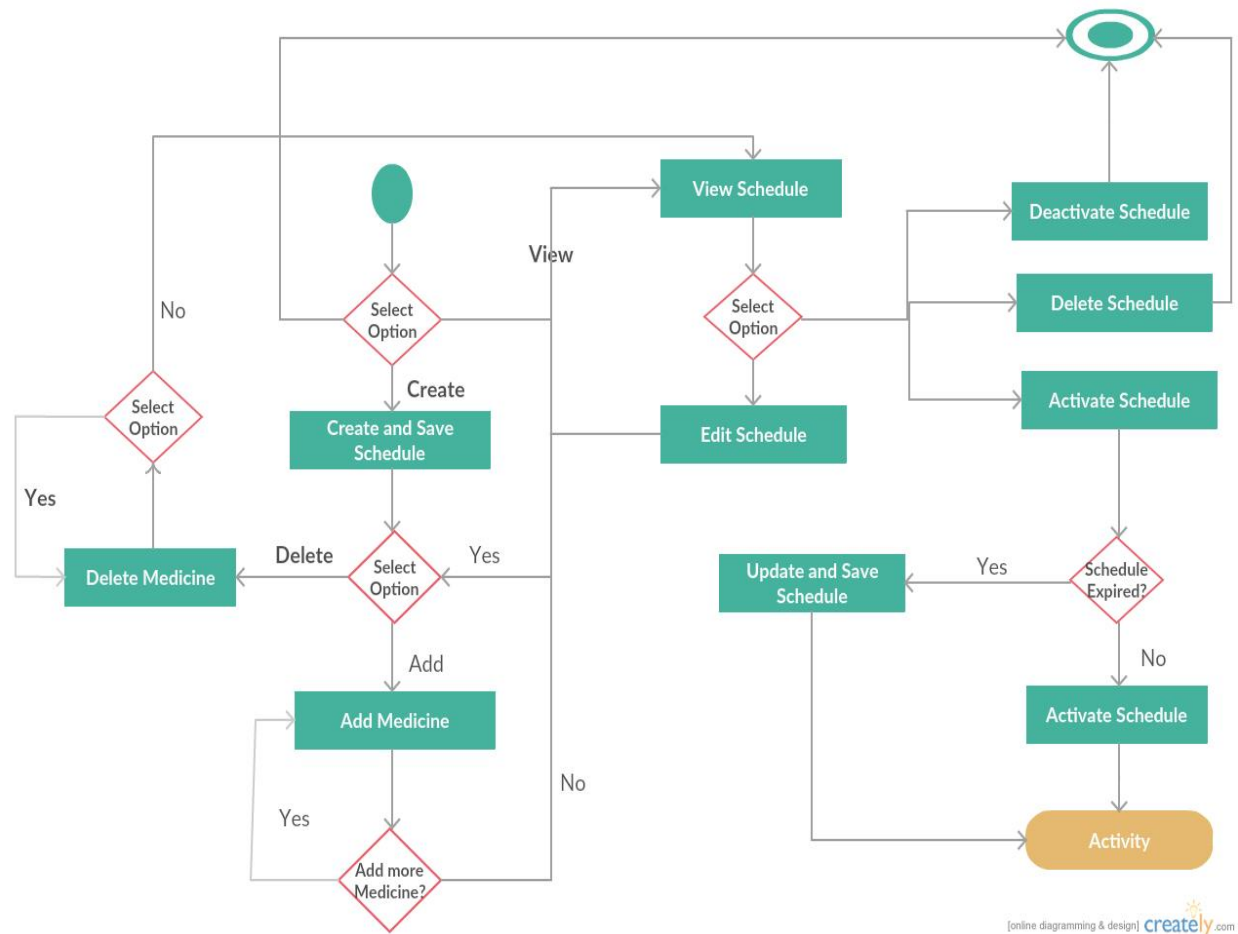 View Schedule
Deactivate Schedule
View
Select
Option
Select
Option
Delete Schedule
No
Create
Activate Schedule
Select
Option
Create and Save
Schedule
Edit Schedule
Yes
Delete
Yes
Delete Medicine
Select
Option
Update and Save
Schedule
Yes
Schedule
Expired?
Add
No
Add Medicine
Activate Schedule
No
Yes
Activity
Add more
Medicine?
[online diagramming & design] creately.com